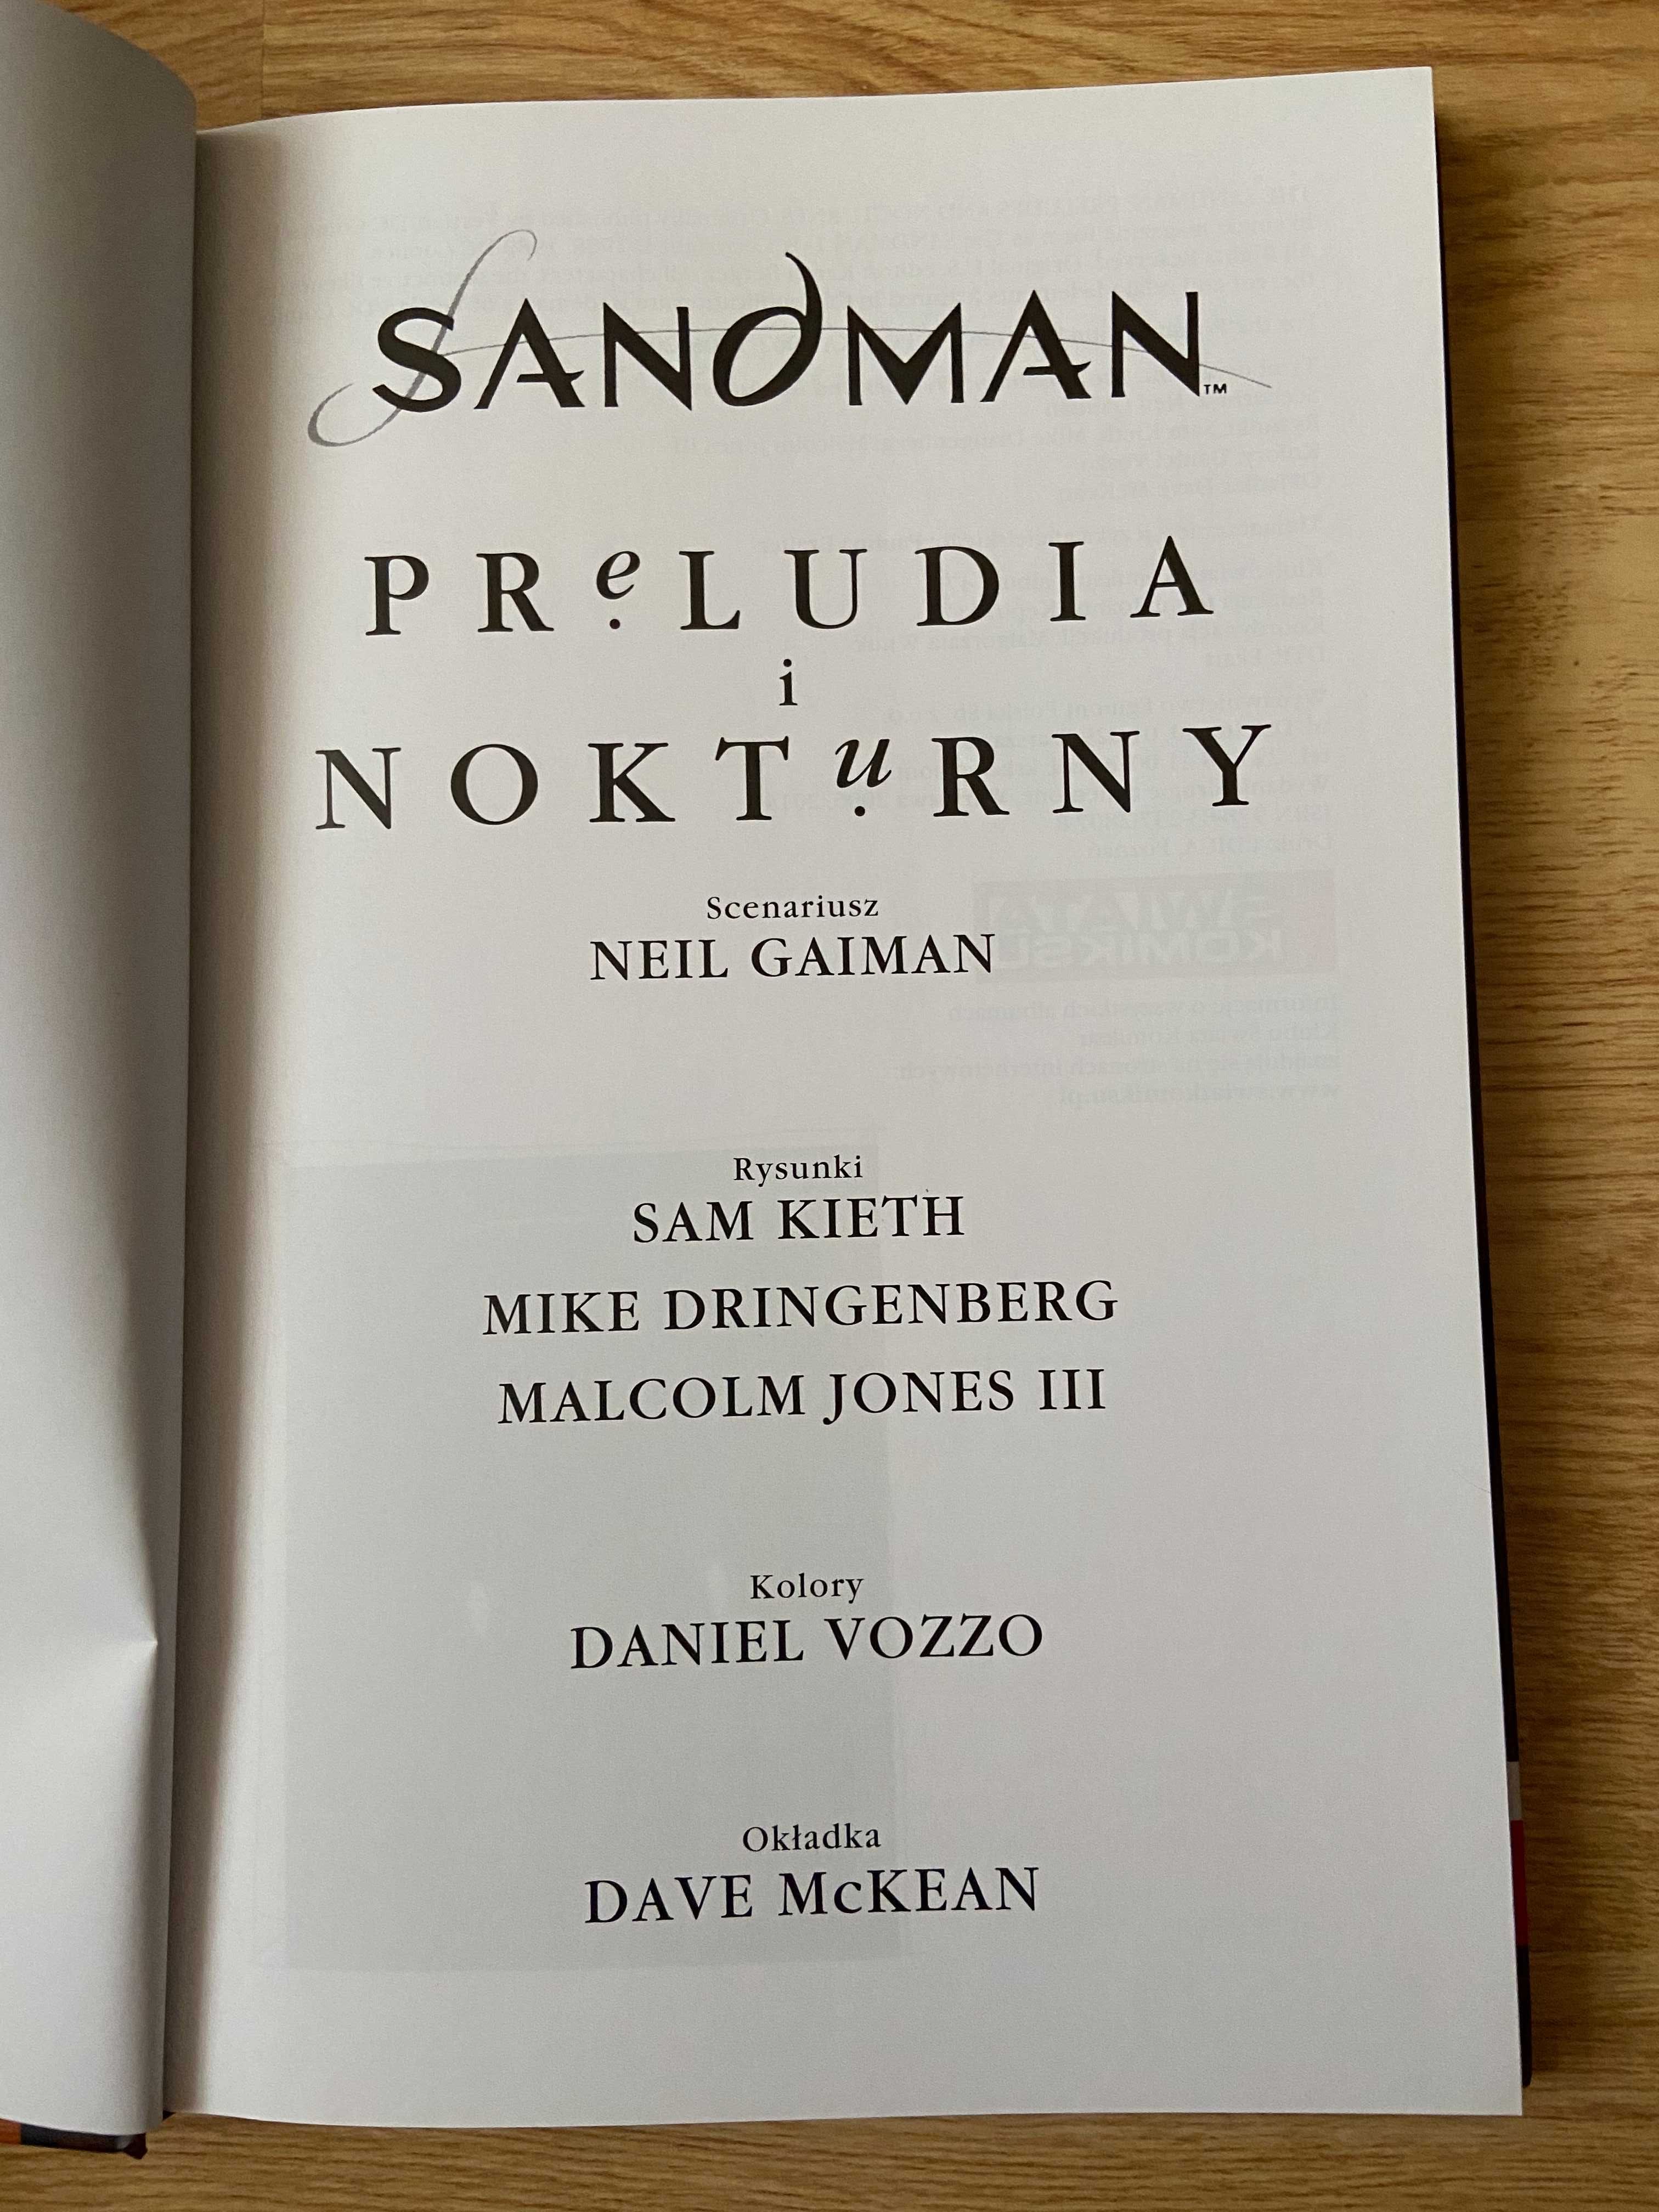 SANDMAN™
PReLUDIA
i
NOKTuRNY
Scenariusz
NEIL GAIMAN
Rysunki
SAM KIETH
MIKE DRINGENBERG
MALCOLM JONES III
Kolory
DANIEL VOZZO
Okładka
DAVE McKEAN